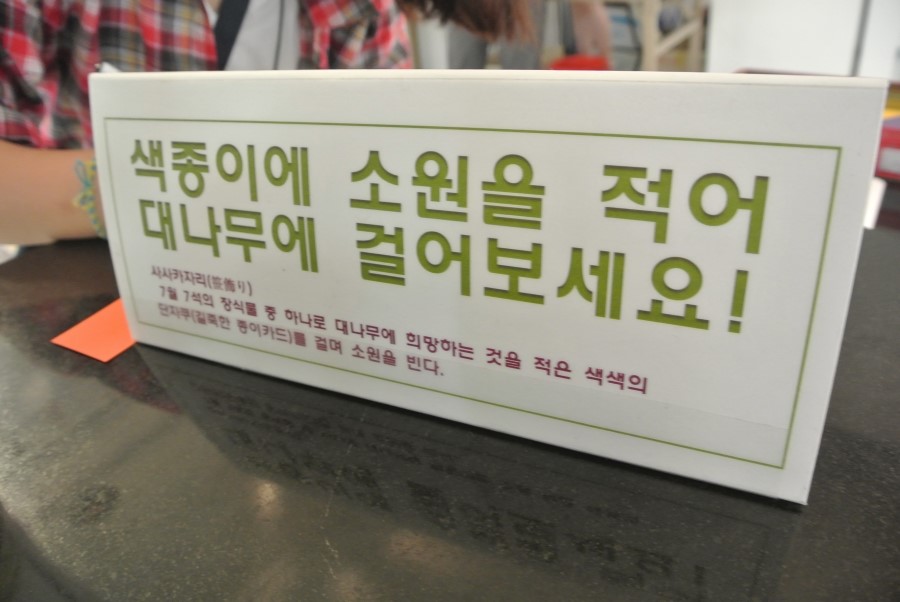 색종이에 소원을 적어
대나무에 걸어보세요!
사사카자리(笹飾り)
7월 7석의 장식물 중 하나로 대나무에 희망하는 것을 적은 색색의
단자쿠(길쭉한 종이카드)를 걸며 소원을 빈다.